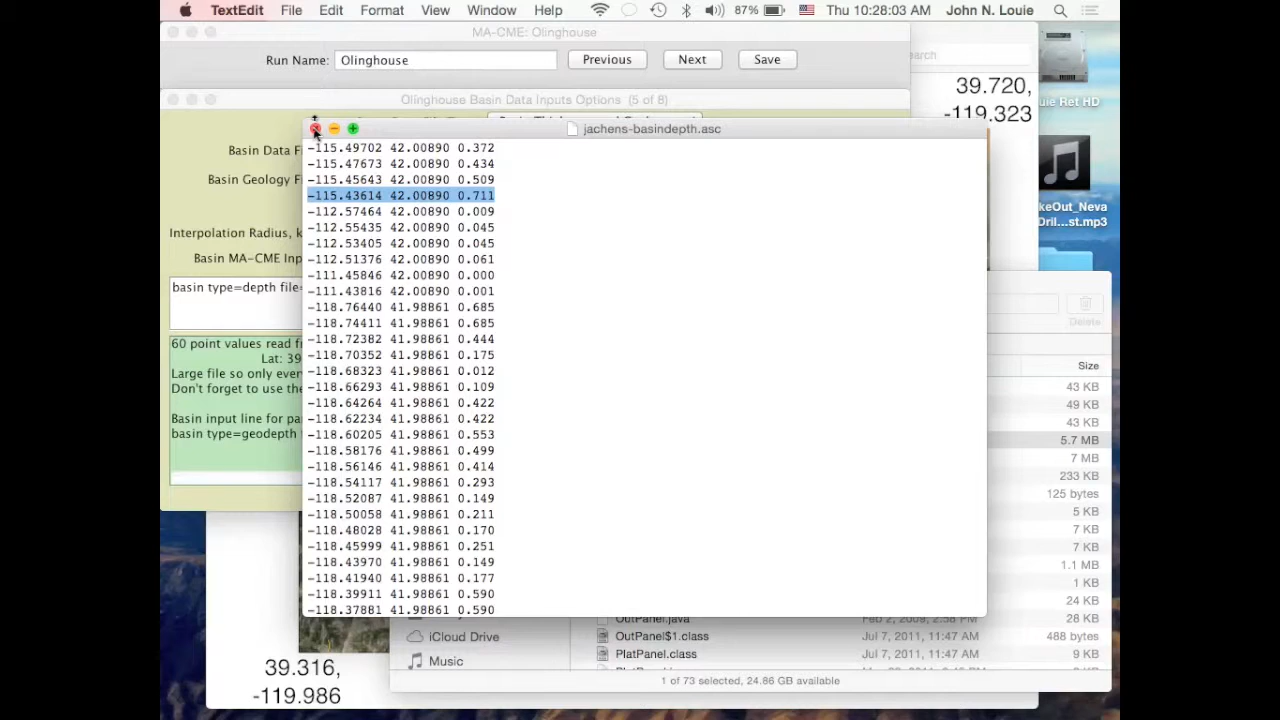 TextEdit File Edit Format View Window Help 87% Thu 10:28:03 AM John N. Louie
MA-CME: Olinghouse
Run Name: Olinghouse Previous Next Save
earch
39.720,
-119.323
uie Ret HD
Olinghouse Basin Data Inputs Options (5 of 8)
jachens-basindepth.asc
Basin Data Fi
Basin Geology F
Interpolation Radius, k
Basin MA-CME Inp
basin type=depth file=
60 point values read fr
Lat: 39
Large file so only ever
Don't forget to use the
Basin input line for pa
basin type=geodepth f
-115.49702 42.00890 0.372
-115.47673 42.00890 0.434
-115.45643 42.00890 0.509
-115.43614 42.00890 0.711
-112.57464 42.00890 0.009
-112.55435 42.00890 0.045
-112.53405 42.00890 0.045
-112.51376 42.00890 0.061
-111.45846 42.00890 0.000
-111.43816 42.00890 0.001
-118.76440 41.98861 0.685
-118.74411 41.98861 0.685
-118.72382 41.98861 0.444
-118.70352 41.98861 0.175
-118.68323 41.98861 0.012
-118.66293 41.98861 0.109
-118.64264 41.98861 0.422
-118.62234 41.98861 0.422
-118.60205 41.98861 0.553
-118.58176 41.98861 0.499
-118.56146 41.98861 0.414
-118.54117 41.98861 0.293
-118.52087 41.98861 0.149
-118.50058 41.98861 0.211
-118.48028 41.98861 0.170
-118.45999 41.98861 0.251
-118.43970 41.98861 0.149
-118.41940 41.98861 0.177
-118.39911 41.98861 0.590
-118.37881 41.98861 0.590
keOut_Neva
Dril...st.mp3
Delete
Size
43 KB
49 KB
43 KB
5.7 MB
7 MB
233 KB
125 bytes
5 KB
7 KB
7 KB
1.1 MB
1 KB
24 KB
OutPanel.java Feb 2, 2009, 2:58 PM 28 KB
iCloud Drive OutPanel$1.class Jul 7, 2011, 11:47 AM 488 bytes
Music PlatPanel.class Jul 7, 2011, 11:47 AM 9 KB
1 of 73 selected, 24.86 GB available
39.316,
-119.986